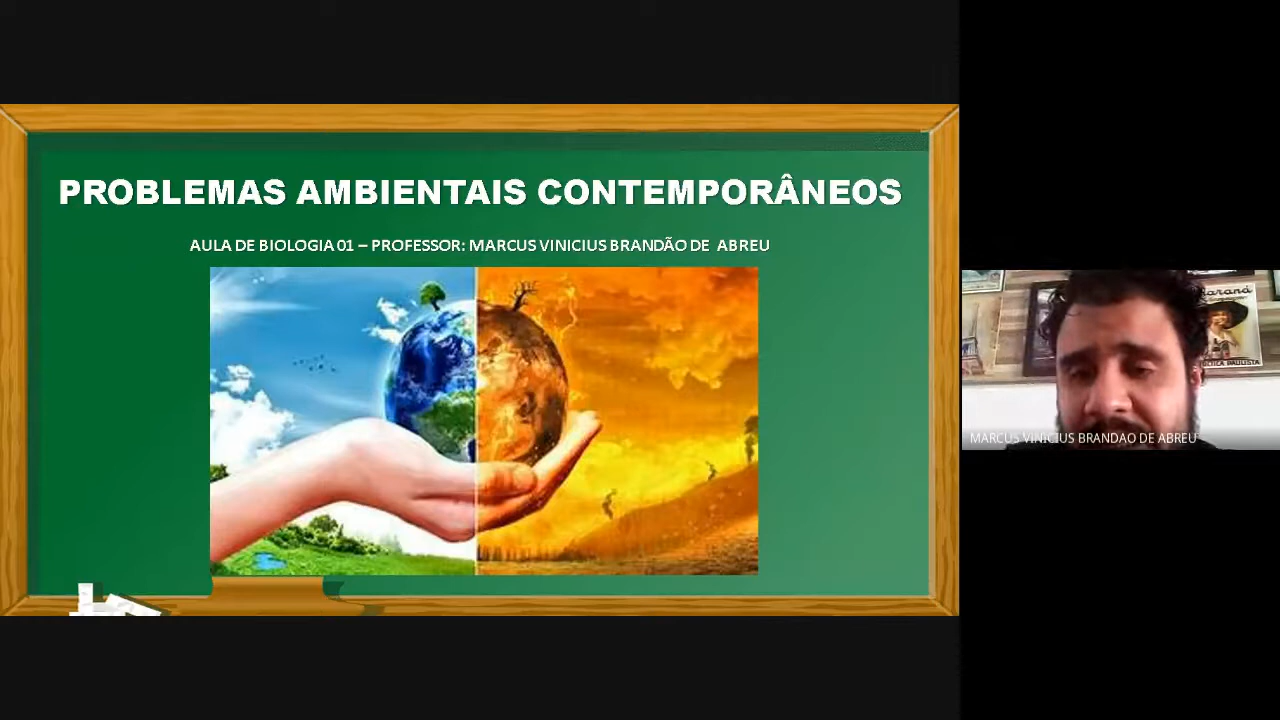 PROBLEMAS AMBIENTAIS CONTEMPORÂNEOS
AULA DE BIOLOGIA 01 – PROFESSOR: MARCUS VINICIUS BRANDÃO DE ABREU
MARCUS VINICIUS BRANDAO DE ABREU